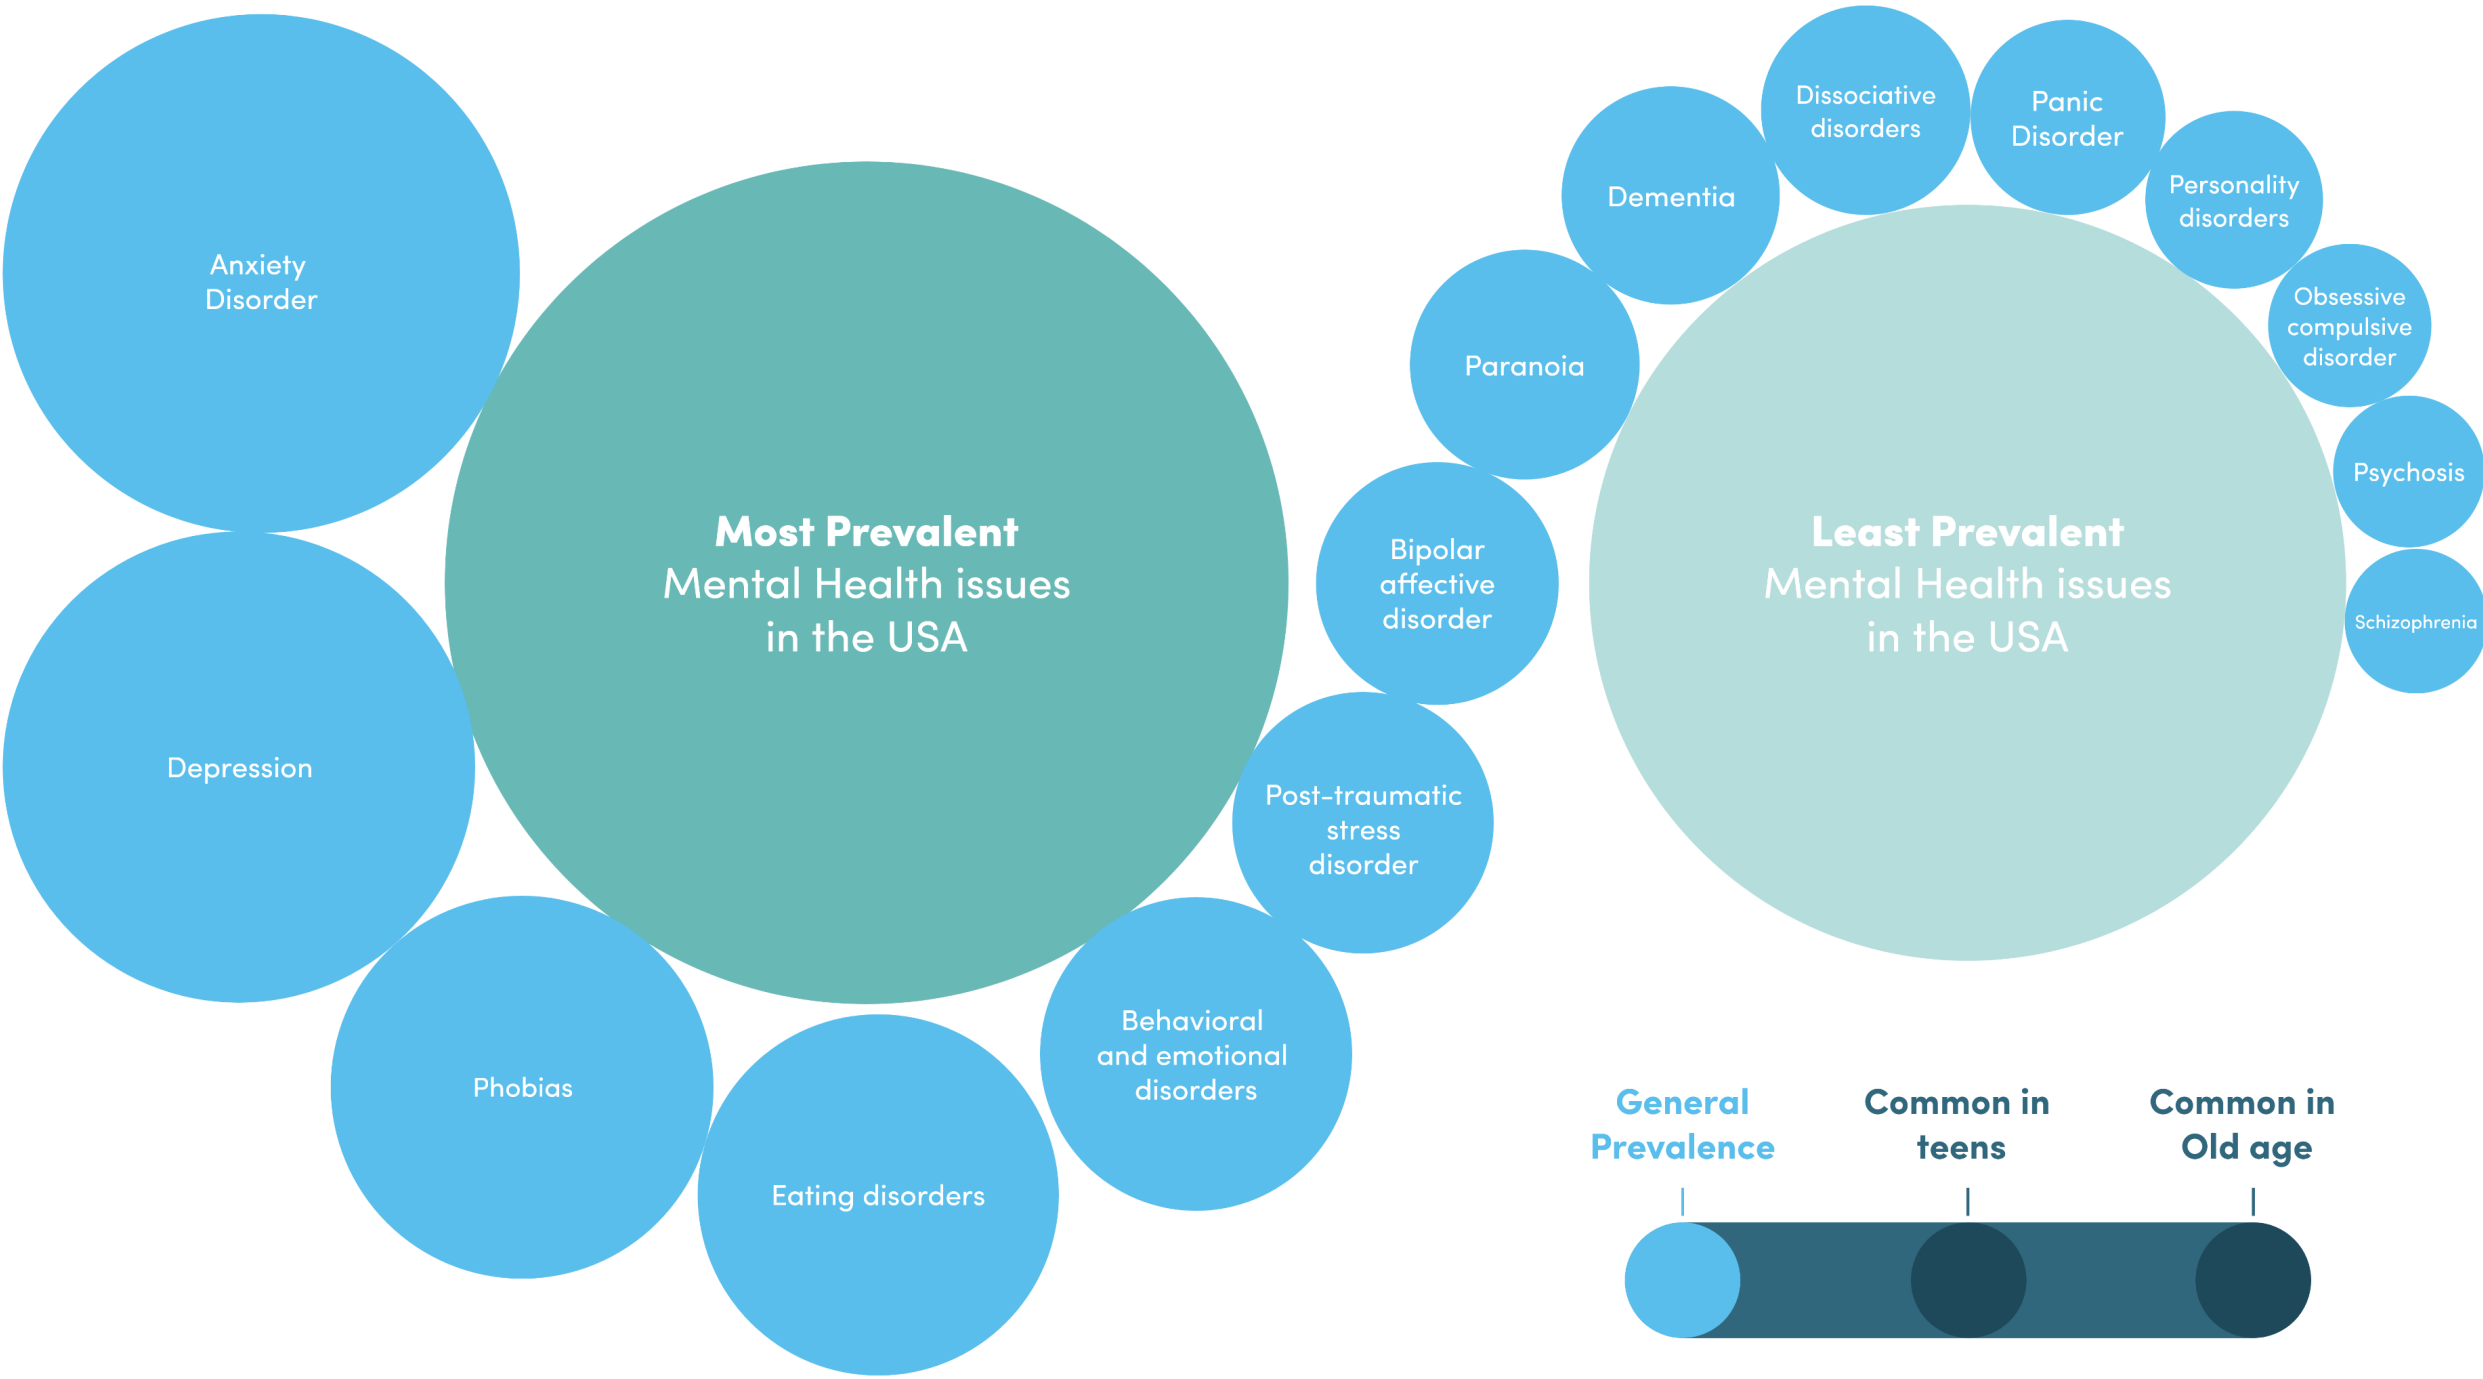 Anxiety
Disorder
Depression
Phobias
Eating disorders
Behavioral
and emotional
disorders
Post-traumatic
stress
disorder
Bipolar
affective
disorder
Paranoia
Dementia
Dissociative
disorders
Panic
Disorder
Personality
disorders
Obsessive
compulsive
disorder
Psychosis
Schizophrenia
Most Prevalent
Mental Health issues
in the USA
Least Prevalent
Mental Health issues
in the USA
General
Prevalence
Common in
teens
Common in
Old age